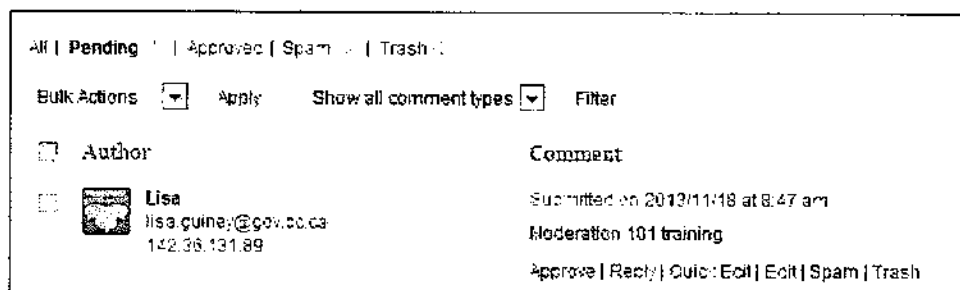 All | Pending | Approved | Spam | Trash
Bulk Actions Apply Show all comment types Filter
Author Comment
Lisa Submitted on 2013/11/18 at 8:47 am
lisa.guiney@gov.bc.ca Moderation 101 training
142.36.131.89
Approve | Reply | Quick Edit | Edit | Spam | Trash